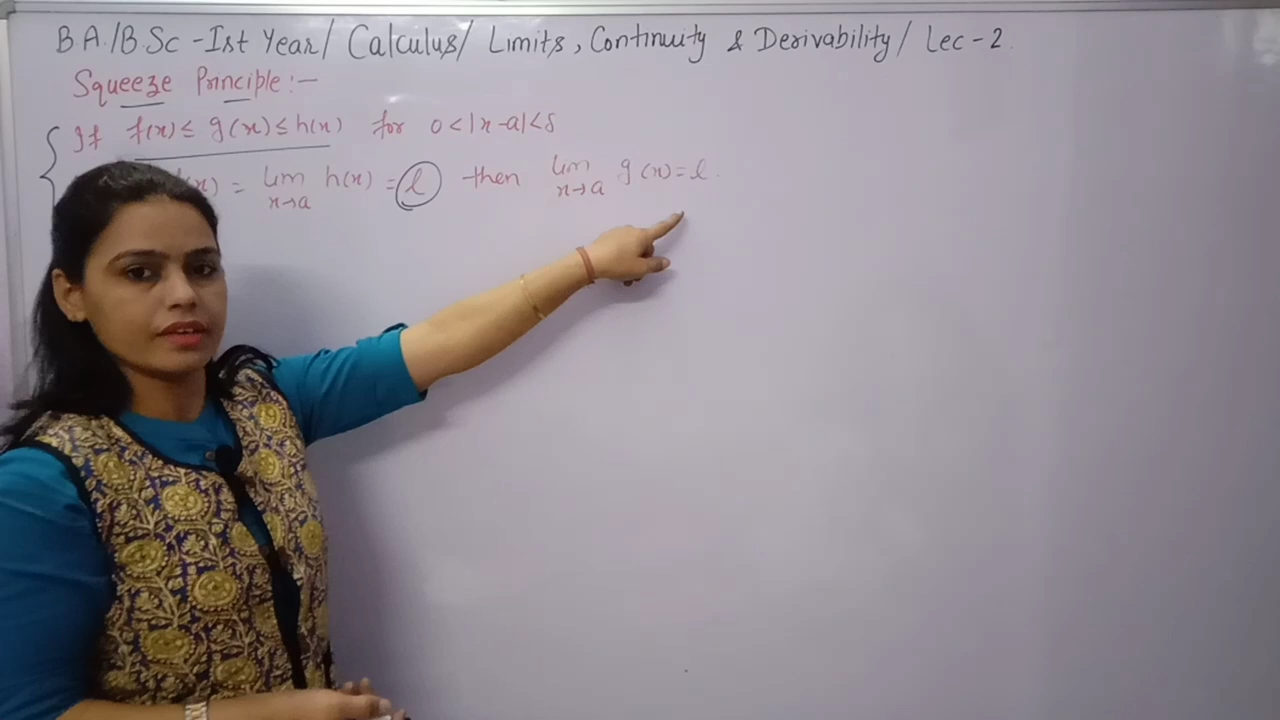 B.A./B.Sc - Ist Year/ Calculus/ Limits, Continuity & Derivability/ Lec - 2.
Squeeze Principle :-
If f(x) ≤ g(x) ≤ h(x) for 0 < |x-a| < δ
(x) = lim x→a h(x) = l then lim x→a g(x) = l.